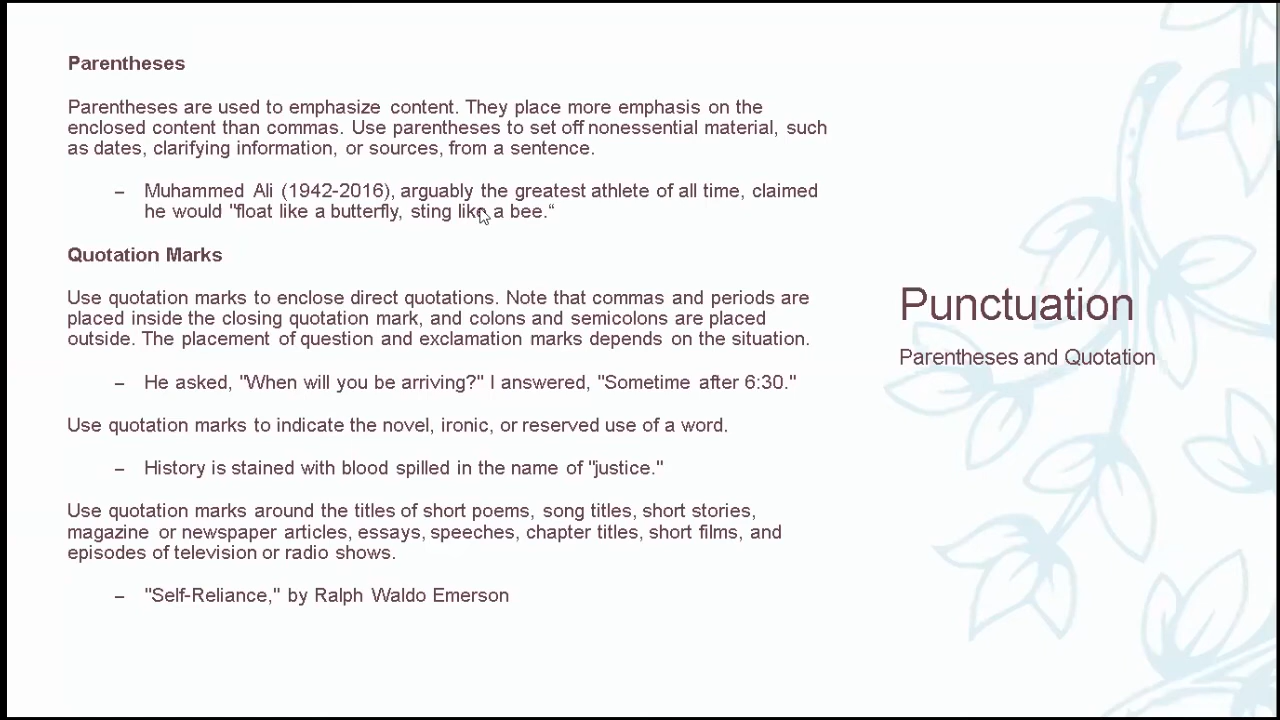 Parentheses
Parentheses are used to emphasize content. They place more emphasis on the
enclosed content than commas. Use parentheses to set off nonessential material, such
as dates, clarifying information, or sources, from a sentence.
– Muhammed Ali (1942-2016), arguably the greatest athlete of all time, claimed
he would "float like a butterfly, sting like a bee.“
Quotation Marks
Use quotation marks to enclose direct quotations. Note that commas and periods are
placed inside the closing quotation mark, and colons and semicolons are placed
outside. The placement of question and exclamation marks depends on the situation.
– He asked, "When will you be arriving?" I answered, "Sometime after 6:30."
Use quotation marks to indicate the novel, ironic, or reserved use of a word.
– History is stained with blood spilled in the name of "justice."
Use quotation marks around the titles of short poems, song titles, short stories,
magazine or newspaper articles, essays, speeches, chapter titles, short films, and
episodes of television or radio shows.
– "Self-Reliance," by Ralph Waldo Emerson
Punctuation
Parentheses and Quotation